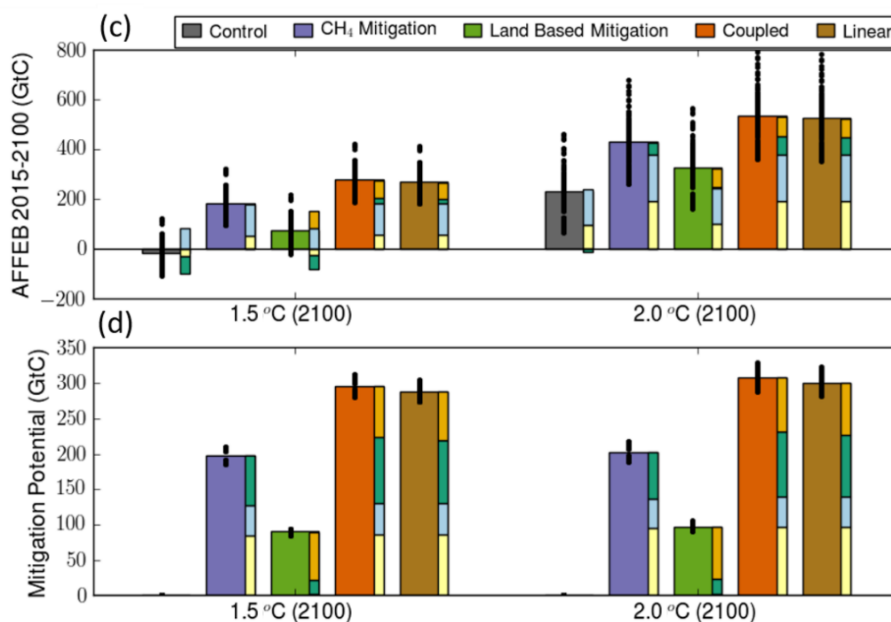 (c)
Control CH₄ Mitigation Land Based Mitigation Coupled Linear
AFFEB 2015-2100 (GtC)
800
600
400
200
0
−200
1.5 °C (2100) 2.0 °C (2100)
(d)
Mitigation Potential (GtC)
350
300
250
200
150
100
50
0
1.5 °C (2100) 2.0 °C (2100)